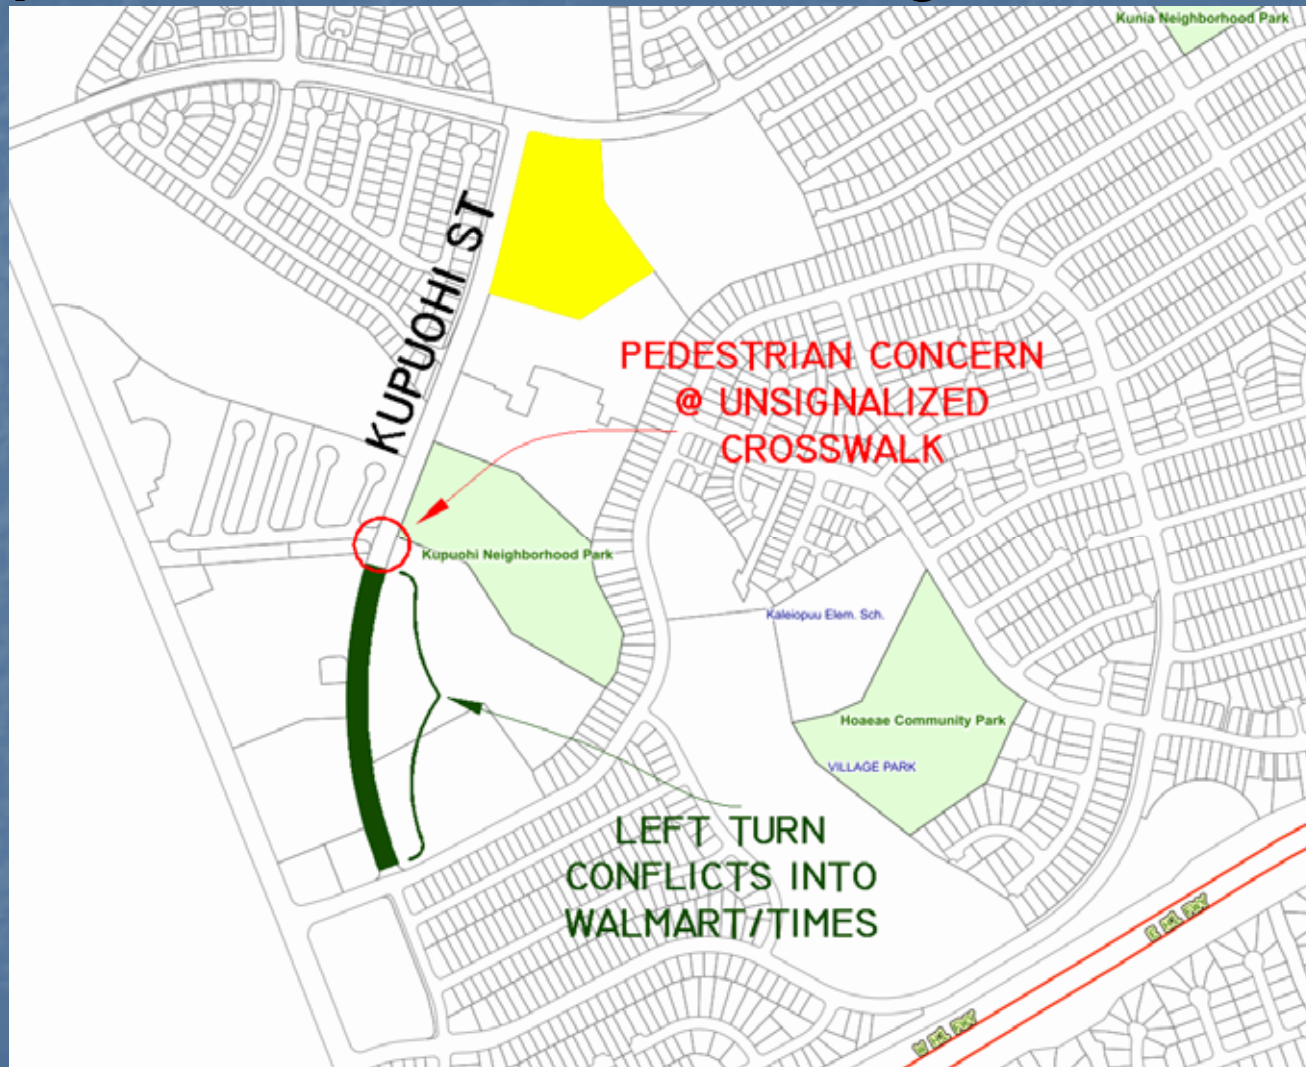 Kunia Neighborhood Park
KUPUOHI ST
PEDESTRIAN CONCERN
@ UNSIGNALIZED
CROSSWALK
Kupuohi Neighborhood Park
Kaleiopuu Elem. Sch.
Hoaeae Community Park
VILLAGE PARK
LEFT TURN
CONFLICTS INTO
WALMART/TIMES